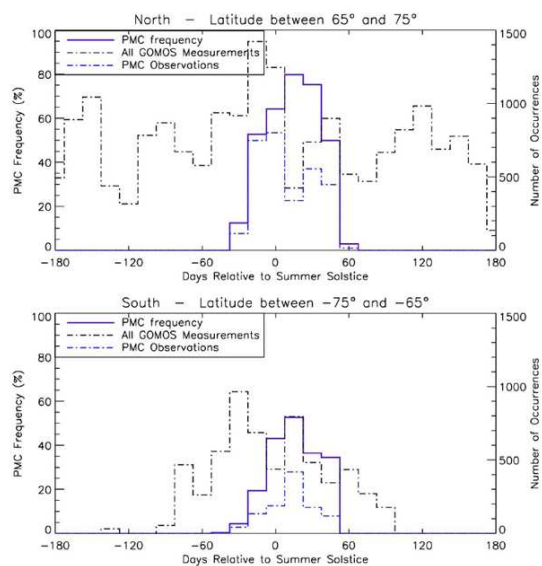 North − Latitude between 65° and 75°
100
80
60
40
20
PMC Frequency (%)
PMC frequency
All GOMOS Measurements
PMC Observations
1500
1000
500
0
Number of Occurrences
-180 -120 -60 0 60 120 180
Days Relative to Summer Solstice
South − Latitude between −75° and −65°
100
80
60
40
20
0
PMC Frequency (%)
PMC frequency
All GOMOS Measurements
PMC Observations
1500
1000
500
0
Number of Occurrences
−180 −120 −60 0 60 120 180
Days Relative to Summer Solstice